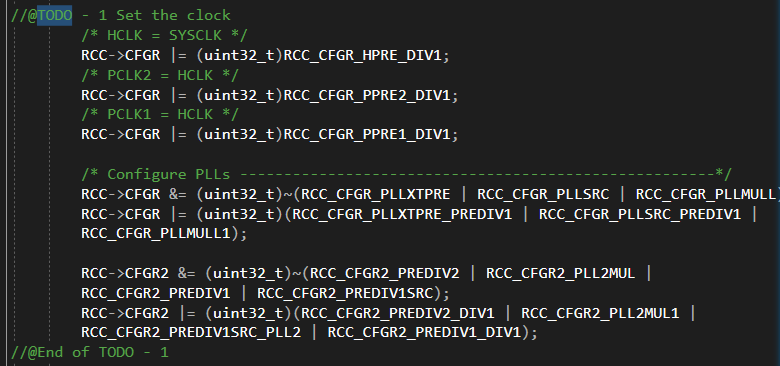 //@TODO - 1 Set the clock
/* HCLK = SYSCLK */
RCC->CFGR |= (uint32_t)RCC_CFGR_HPRE_DIV1;
/* PCLK2 = HCLK */
RCC->CFGR |= (uint32_t)RCC_CFGR_PPRE2_DIV1;
/* PCLK1 = HCLK */
RCC->CFGR |= (uint32_t)RCC_CFGR_PPRE1_DIV1;
/* Configure PLLs ------------------------------------------------------*/
RCC->CFGR &= (uint32_t)~(RCC_CFGR_PLLXTPRE | RCC_CFGR_PLLSRC | RCC_CFGR_PLLMULL)
RCC->CFGR |= (uint32_t)(RCC_CFGR_PLLXTPRE_PREDIV1 | RCC_CFGR_PLLSRC_PREDIV1 |
RCC_CFGR_PLLMULL1);
RCC->CFGR2 &= (uint32_t)~(RCC_CFGR2_PREDIV2 | RCC_CFGR2_PLL2MUL |
RCC_CFGR2_PREDIV1 | RCC_CFGR2_PREDIV1SRC);
RCC->CFGR2 |= (uint32_t)(RCC_CFGR2_PREDIV2_DIV1 | RCC_CFGR2_PLL2MUL1 |
RCC_CFGR2_PREDIV1SRC_PLL2 | RCC_CFGR2_PREDIV1_DIV1);
//@End of TODO - 1